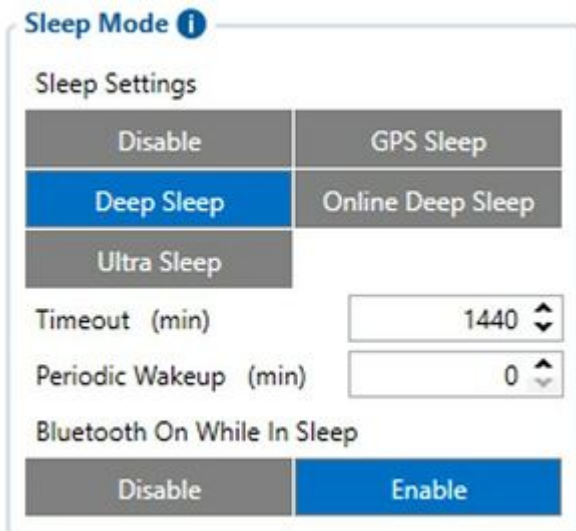 Sleep Mode i
Sleep Settings
Disable GPS Sleep
Deep Sleep Online Deep Sleep
Ultra Sleep
Timeout (min) 1440
Periodic Wakeup (min) 0
Bluetooth On While In Sleep
Disable Enable